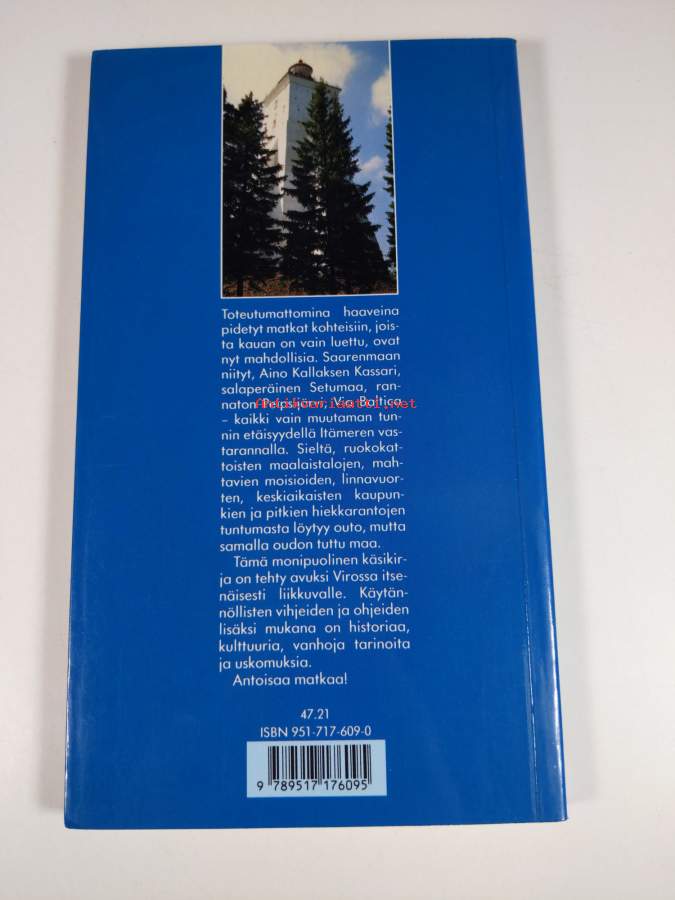 Toteutumattomina haaveina
pidetyt matkat kohteisiin, jois-
ta kauan on vain luettu, ovat
nyt mahdollisia. Saarenmaan
niityt, Aino Kallaksen Kassari,
salaperäinen Setumaa, ran-
naton Peipsijärvi, Via Baltica
– kaikki vain muutaman tun-
nin etäisyydellä Itämeren vas-
tarannalla. Sieltä, ruokokat-
toisten maalaistalojen, mah-
tavien moisioiden, linnavuor-
ten, keskiaikaisten kaupun-
kien ja pitkien hiekkarantojen
tuntumasta löytyy outo, mutta
samalla oudon tuttu maa.
Tämä monipuolinen käsikir-
ja on tehty avuksi Virossa itse-
näisesti liikkuvalle. Käytän-
nöllisten vihjeiden ja ohjeiden
lisäksi mukana on historiaa,
kulttuuria, vanhoja tarinoita
ja uskomuksia.
Antoisaa matkaa!
47.21
ISBN 951-717-609-0
9 789517 176095
Antikvariaatti.net